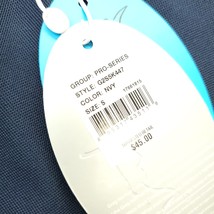 GROUP: PRO-SERIES
STYLE: G2SSK447
COLOR: NVY
SIZE: S
$45.00